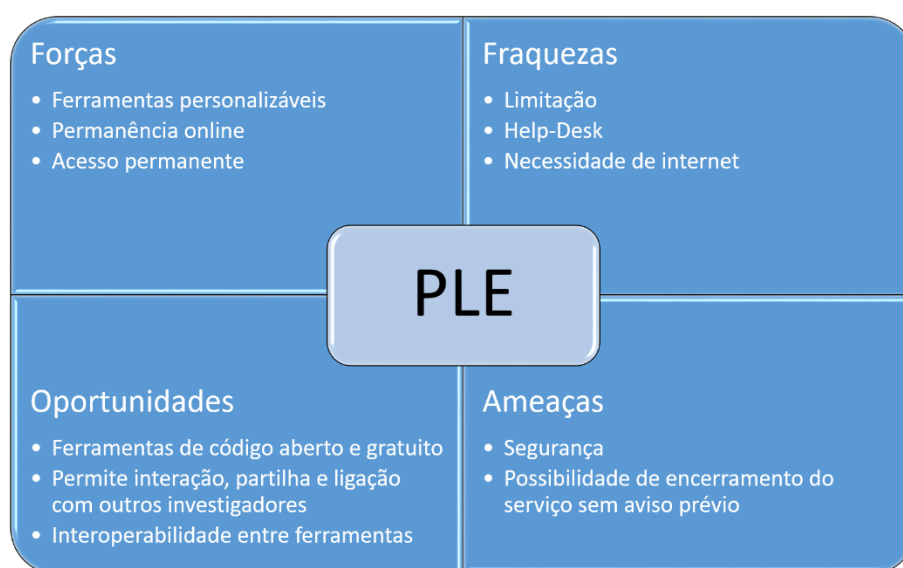 Forças
• Ferramentas personalizáveis
• Permanência online
• Acesso permanente
Fraquezas
• Limitação
• Help-Desk
• Necessidade de internet
PLE
Oportunidades
• Ferramentas de código aberto e gratuito
• Permite interação, partilha e ligação
com outros investigadores
• Interoperabilidade entre ferramentas
Ameaças
• Segurança
• Possibilidade de encerramento do
serviço sem aviso prévio